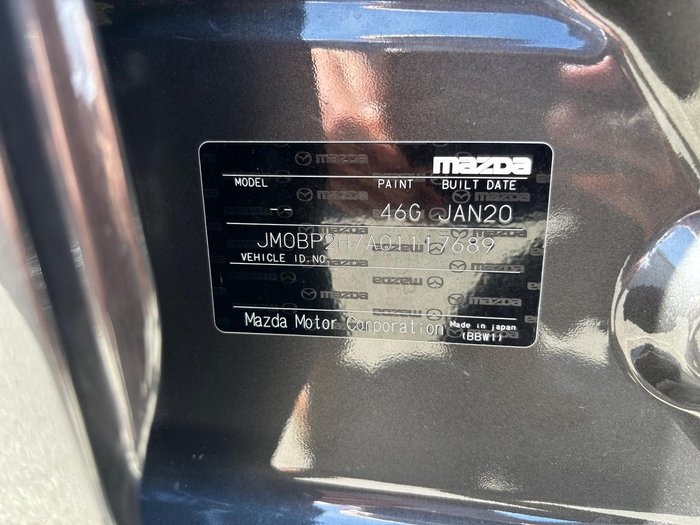 mazda
MODEL PAINT BUILT DATE
-- 46G JAN20
JM0BP2H7A01117689
VEHICLE ID.NO.
Mazda Motor Corporation Made in japan
(BBW1)